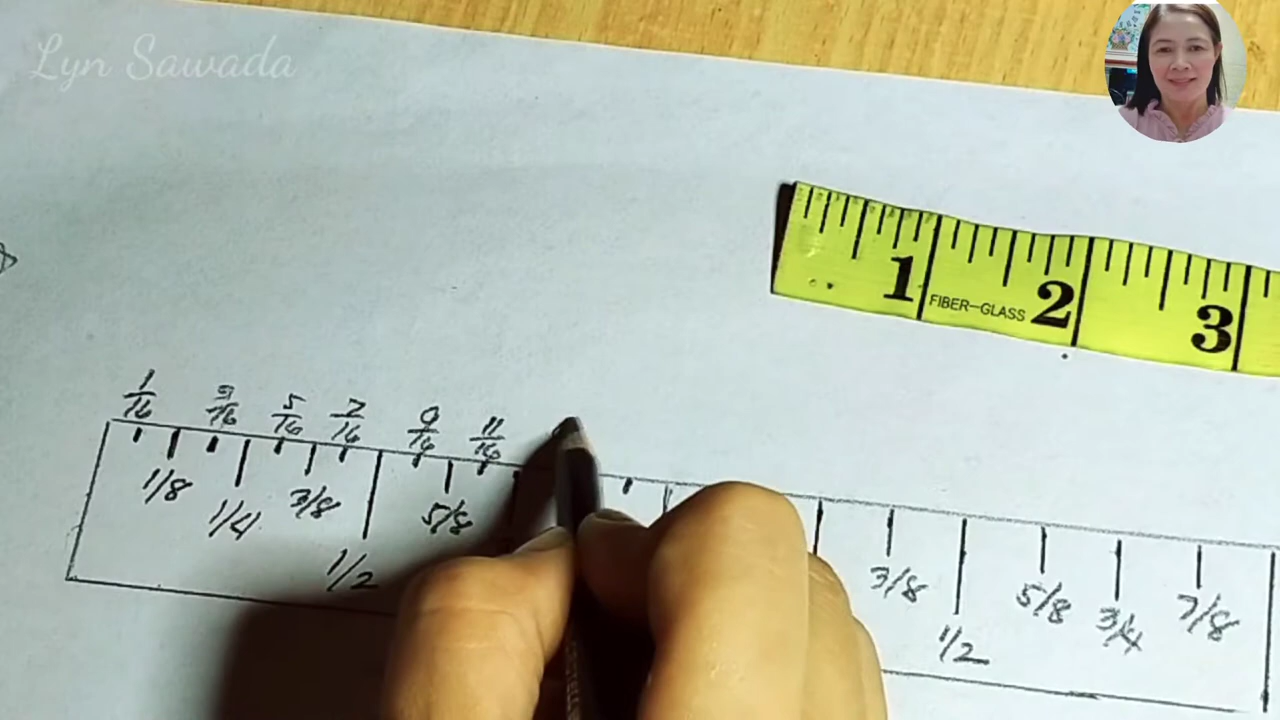 Lyn Sawada
1 2 3
FIBER-GLASS
1/16 3/16 5/16 7/16 9/16 11/16
1/8 1/4 3/8 1/2 5/8
3/8 1/2 5/8 3/4 7/8